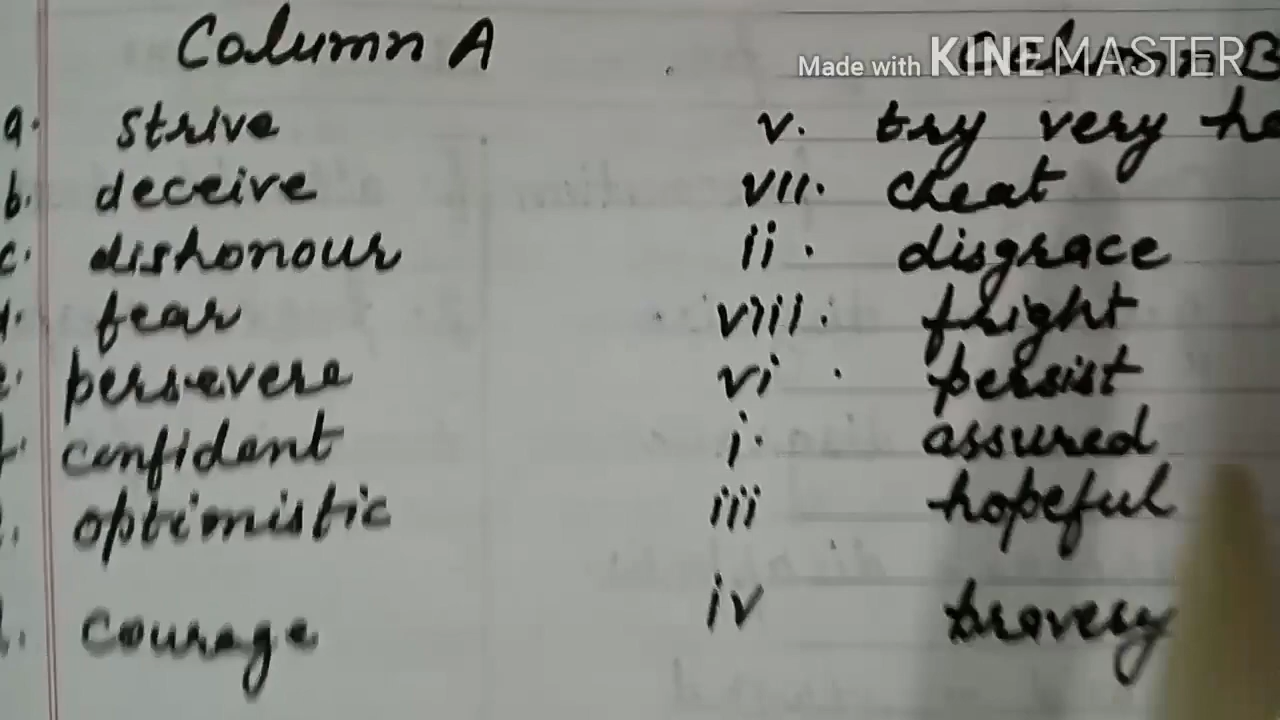 Column A Column B
Made with KINEMASTER
a. strive v. try very
b. deceive vii. cheat
c. dishonour ii. disgrace
fear viii. fright
persevere vi. persist
confident i. assured
optimistic iii hopeful
courage iv bravery